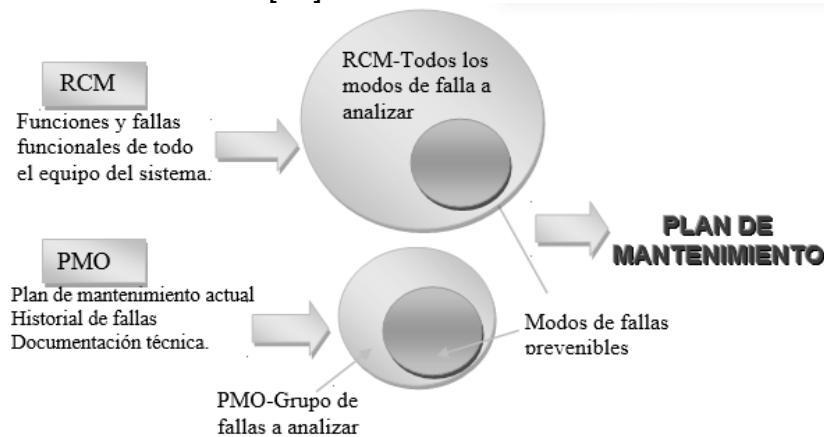 RCM
Funciones y fallas
funcionales de todo
el equipo del sistema.
RCM-Todos los
modos de falla a
analizar
PLAN DE
MANTENIMIENTO
PMO
Plan de mantenimiento actual
Historial de fallas
Documentación técnica.
Modos de fallas
prevenibles
PMO-Grupo de
fallas a analizar